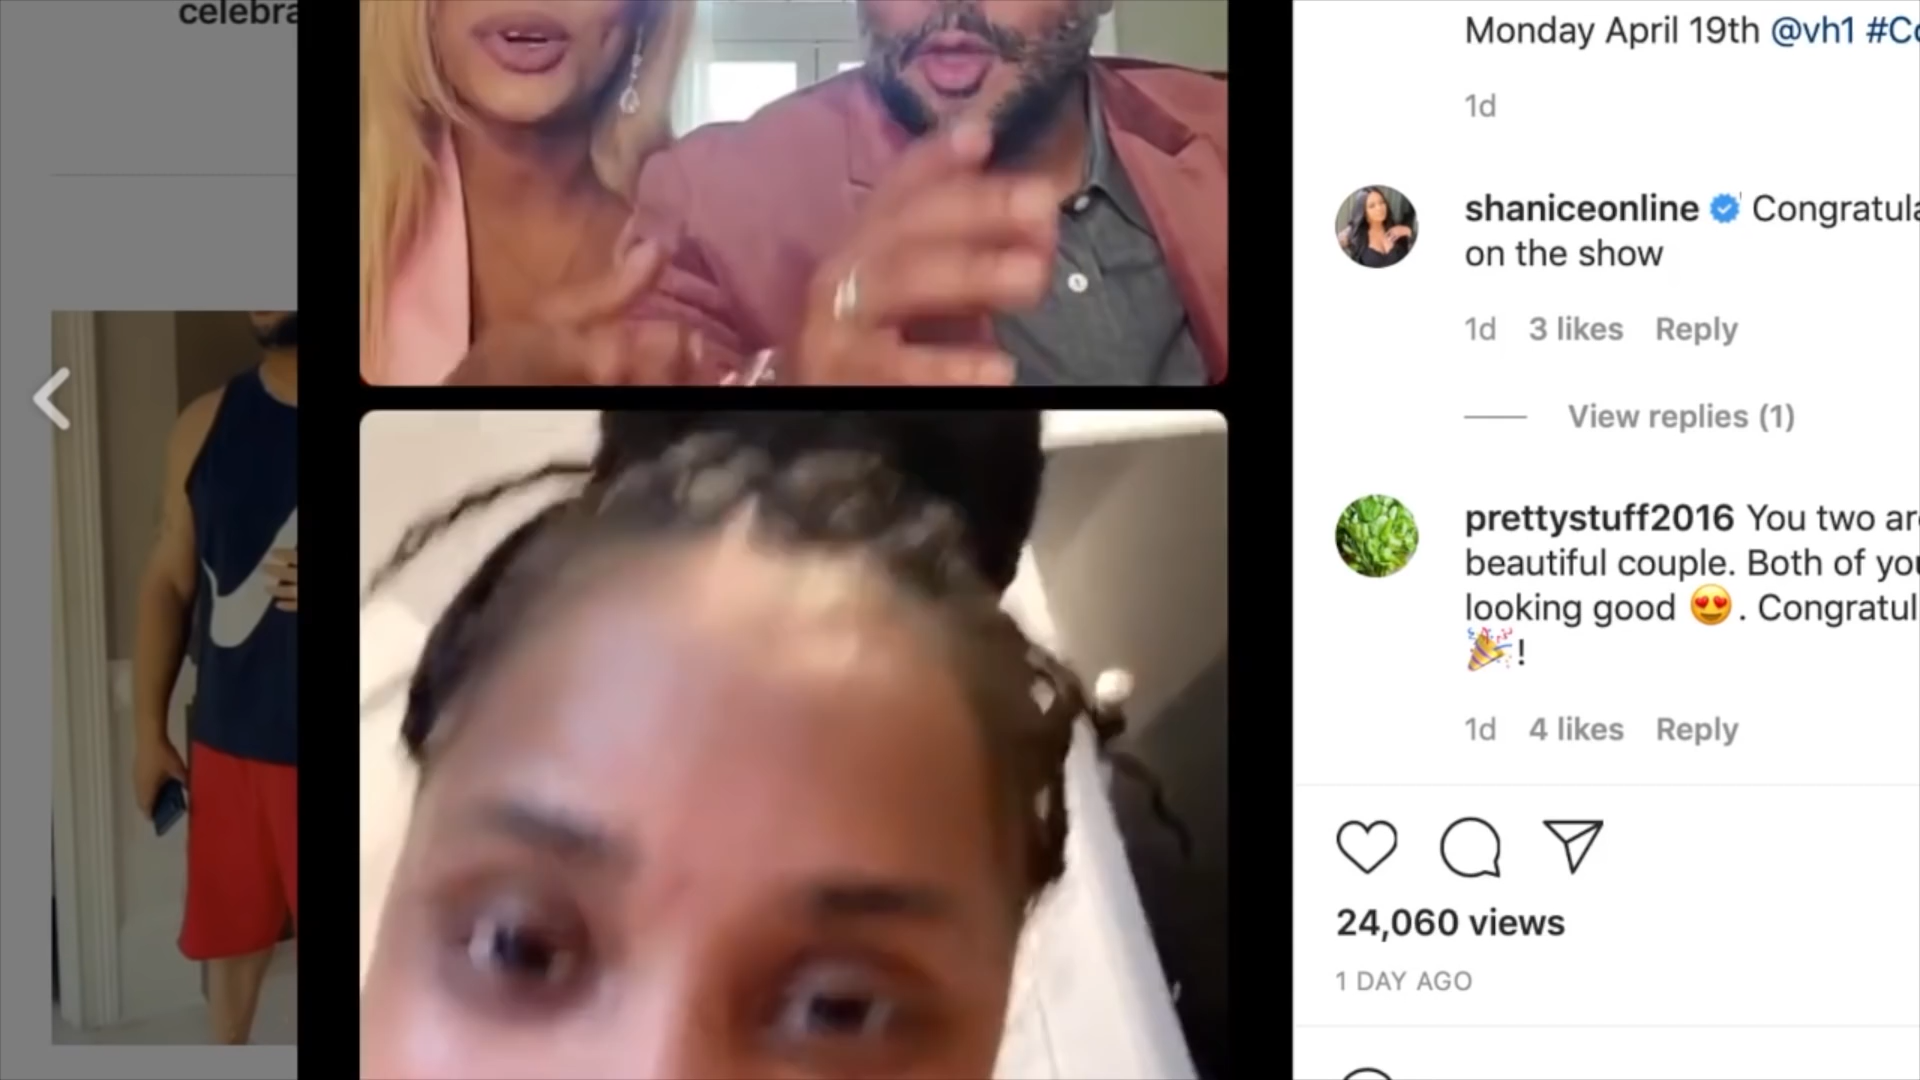 celebra
Monday April 19th @vh1 #Co
1d
shaniceonline Congratula
on the show
1d 3 likes Reply
View replies (1)
prettystuff2016 You two are
beautiful couple. Both of you
looking good 😍. Congratul
🎉!
1d 4 likes Reply
24,060 views
1 DAY AGO